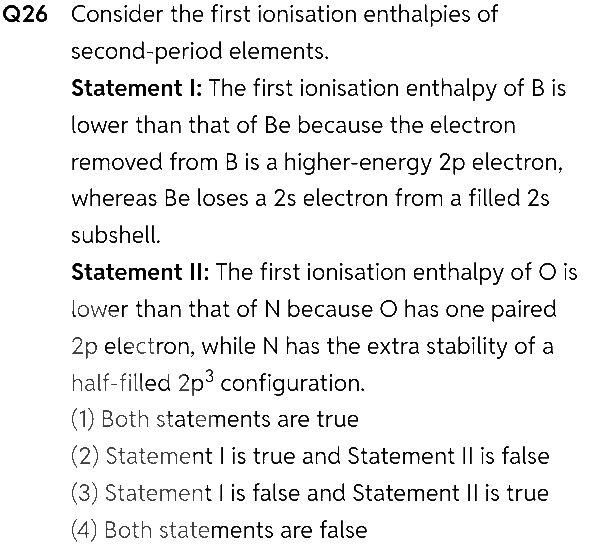 Q26 Consider the first ionisation enthalpies of
second-period elements.
Statement I: The first ionisation enthalpy of B is
lower than that of Be because the electron
removed from B is a higher-energy 2p electron,
whereas Be loses a 2s electron from a filled 2s
subshell.
Statement II: The first ionisation enthalpy of O is
lower than that of N because O has one paired
2p electron, while N has the extra stability of a
half-filled 2p³ configuration.
(1) Both statements are true
(2) Statement I is true and Statement II is false
(3) Statement I is false and Statement II is true
(4) Both statements are false